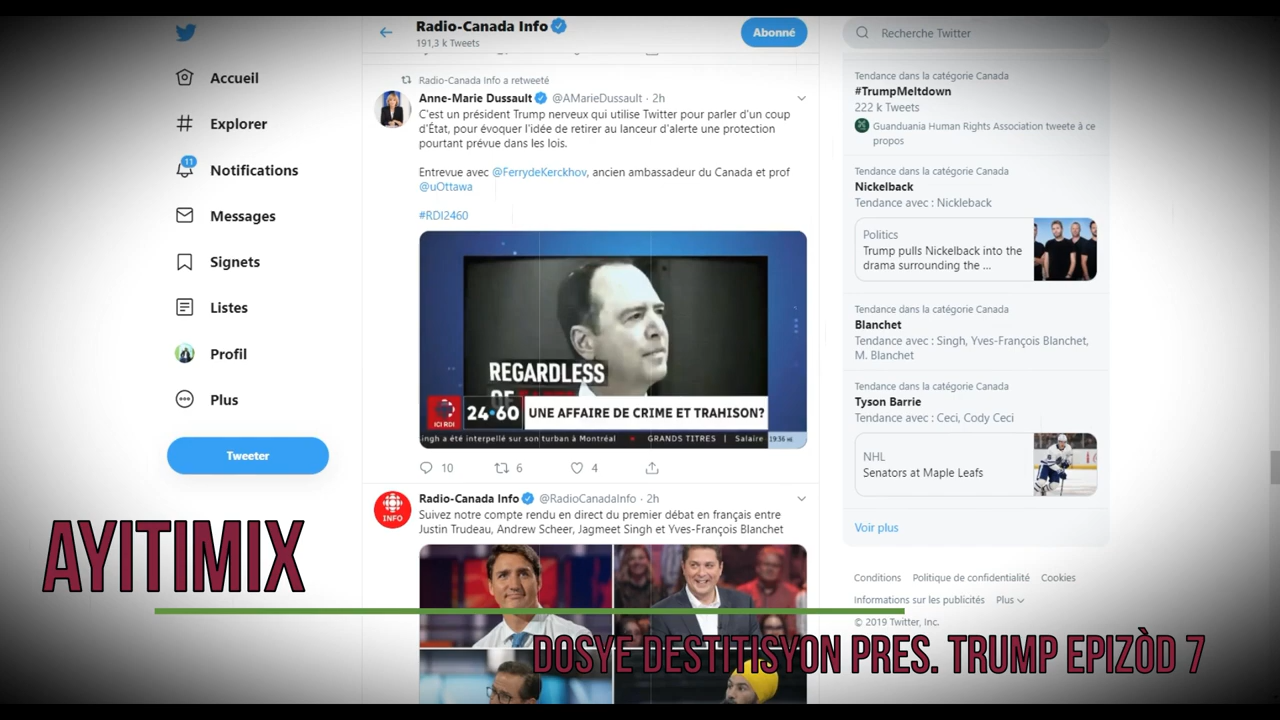 Radio-Canada Info
191,3 k Tweets
Abonné
Recherche Twitter
Accueil
Explorer
11
Notifications
Messages
Signets
Listes
Profil
Plus
Tweeter
Radio-Canada Info a retweeté
Anne-Marie Dussault @AMarieDussault · 2h
C'est un président Trump nerveux qui utilise Twitter pour parler d'un coup
d'État, pour évoquer l'idée de retirer au lanceur d'alerte une protection
pourtant prévue dans les lois.
Entrevue avec @FerrydeKerckhov, ancien ambassadeur du Canada et prof
@uOttawa
#RDI2460
REGARDLESS
OF
ICI RDI
24•60
UNE AFFAIRE DE CRIME ET TRAHISON?
ingh a été interpellé sur son turban à Montréal • GRANDS TITRES | Salaire
19:36 HE
10 6 4
Radio-Canada Info @RadioCanadaInfo · 2h
INFO
Suivez notre compte rendu en direct du premier débat en français entre
Justin Trudeau, Andrew Scheer, Jagmeet Singh et Yves-François Blanchet
Tendance dans la catégorie Canada
#TrumpMeltdown
222 k Tweets
Guanduania Human Rights Association tweete à ce
propos
Tendance dans la catégorie Canada
Nickelback
Tendance avec : Nickleback
Politics
Trump pulls Nickelback into the
drama surrounding the ...
Tendance dans la catégorie Canada
Blanchet
Tendance avec : Singh, Yves-François Blanchet,
M. Blanchet
Tendance dans la catégorie Canada
Tyson Barrie
Tendance avec : Ceci, Cody Ceci
NHL
Senators at Maple Leafs
Voir plus
Conditions Politique de confidentialité Cookies
Informations sur les publicités Plus
© 2019 Twitter, Inc.
AYITIMIX
DOSYE DESTITISYON PRES. TRUMP EPIZÒD 7